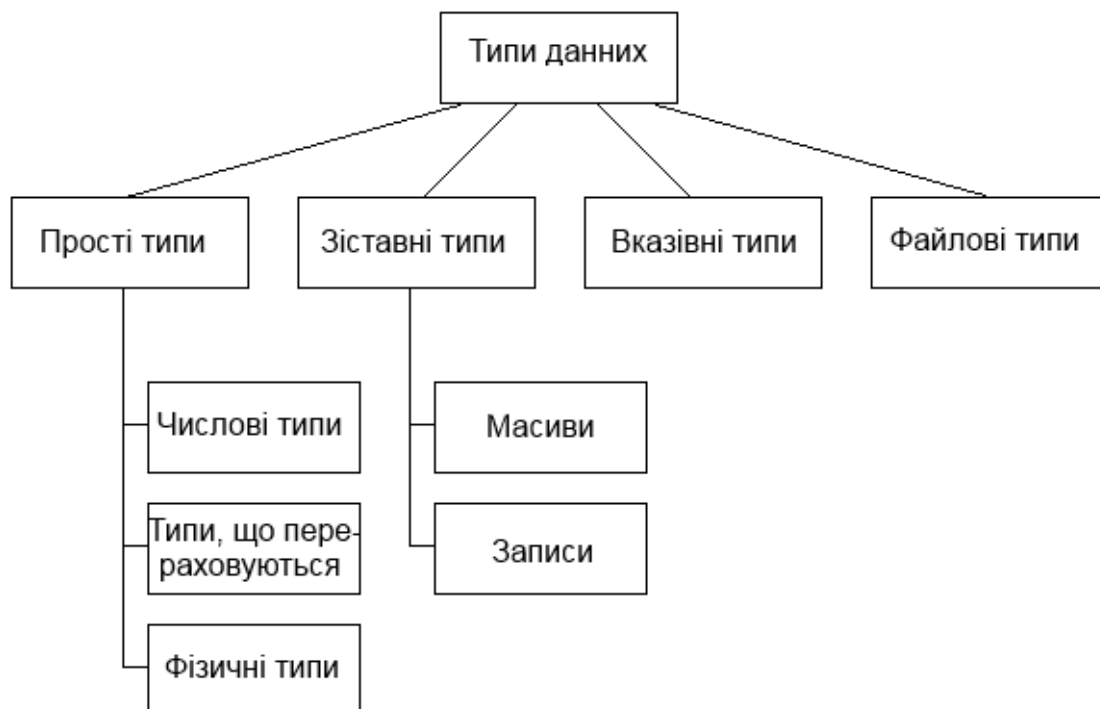 Типи данних
Прості типи
Зіставні типи
Вказівні типи
Файлові типи
Числові типи
Масиви
Типи, що пере-
раховуються
Записи
Фізичні типи